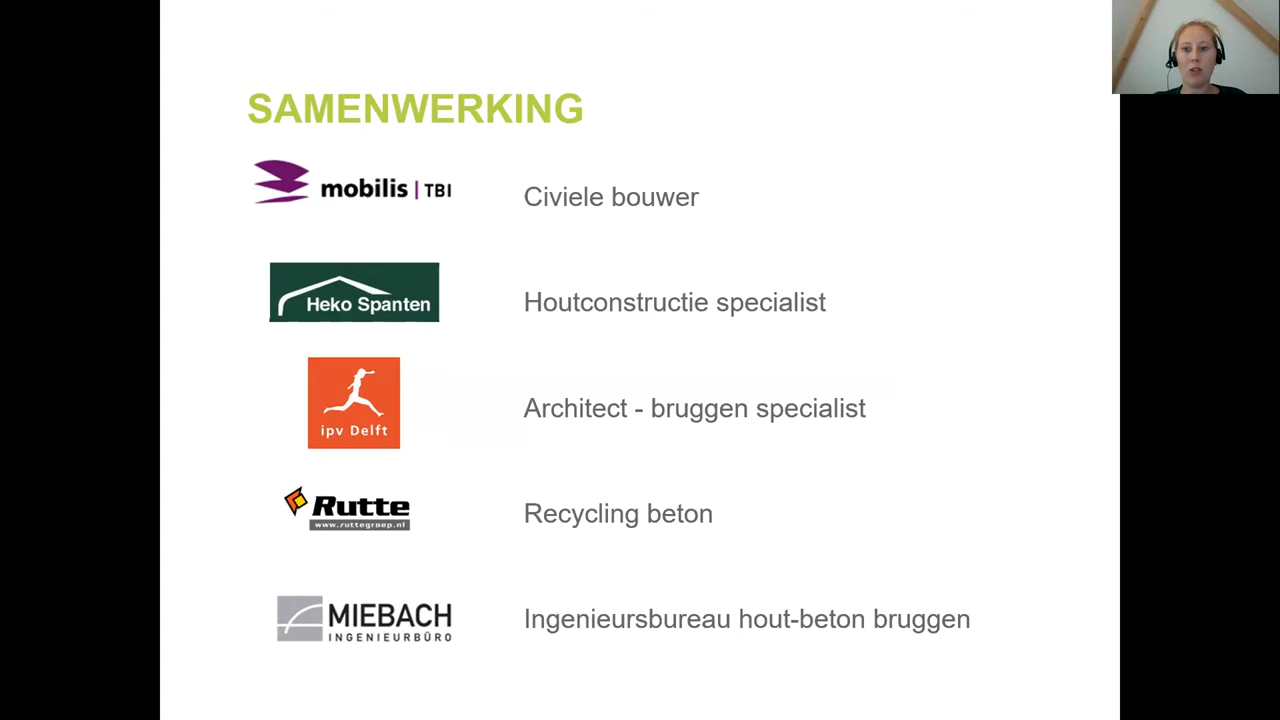 SAMENWERKING
mobilis | TBI
Civiele bouwer
Heko Spanten
Houtconstructie specialist
ipv Delft
Architect - bruggen specialist
Rutte
www.ruttegroep.nl
Recycling beton
MIEBACH
INGENIEURBÜRO
Ingenieursbureau hout-beton bruggen